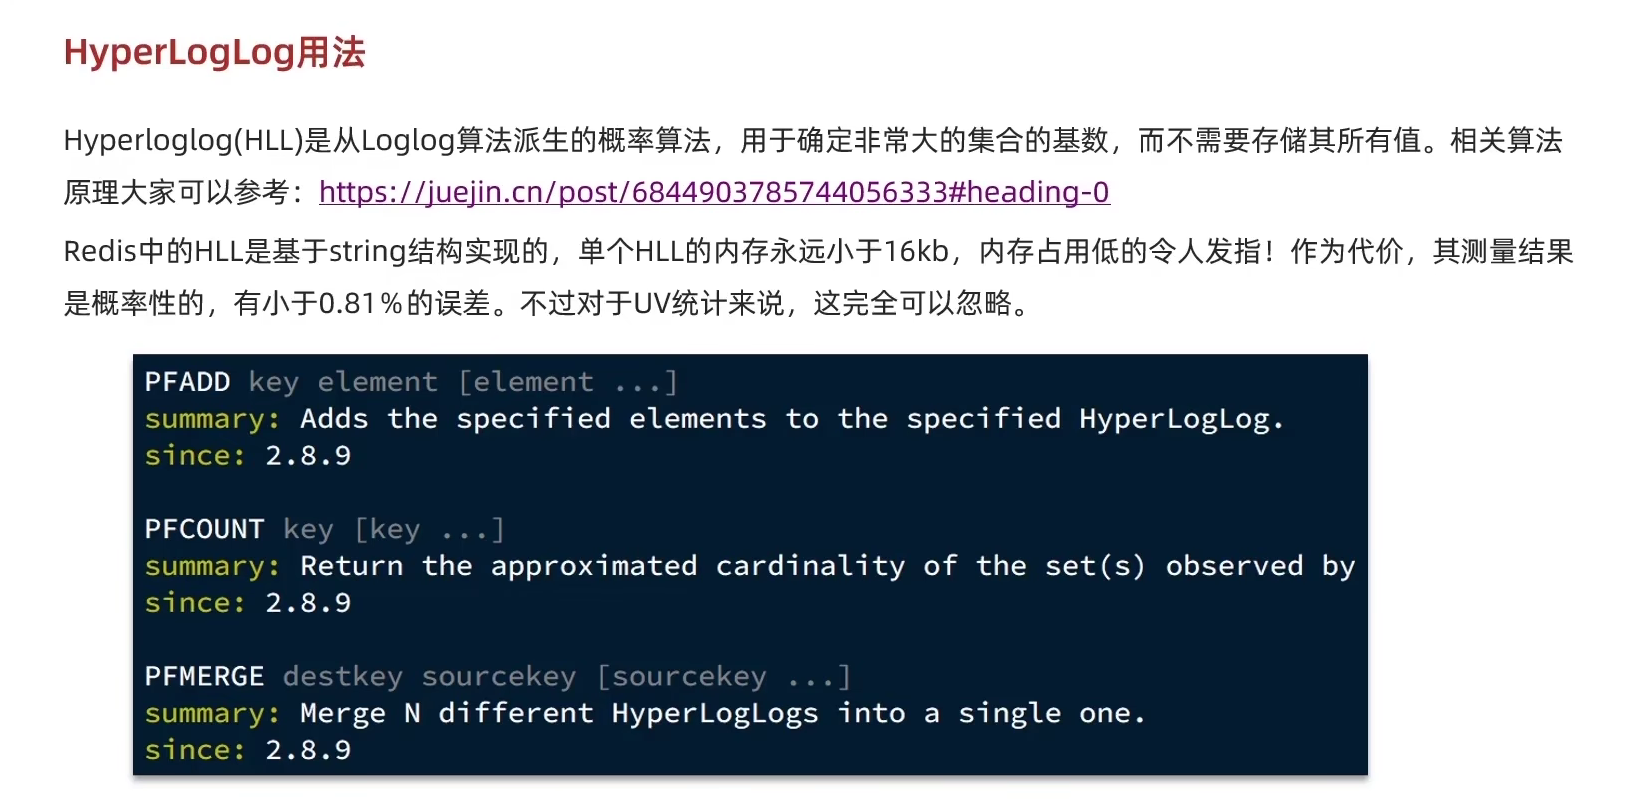 HyperLogLog用法
Hyperloglog(HLL)是从Loglog算法派生的概率算法，用于确定非常大的集合的基数，而不需要存储其所有值。相关算法
原理大家可以参考：https://juejin.cn/post/6844903785744056333#heading-0
Redis中的HLL是基于string结构实现的，单个HLL的内存永远小于16kb，内存占用低的令人发指！作为代价，其测量结果
是概率性的，有小于0.81％的误差。不过对于UV统计来说，这完全可以忽略。
PFADD key element [element ...]
summary: Adds the specified elements to the specified HyperLogLog.
since: 2.8.9
PFCOUNT key [key ...]
summary: Return the approximated cardinality of the set(s) observed by
since: 2.8.9
PFMERGE destkey sourcekey [sourcekey ...]
summary: Merge N different HyperLogLogs into a single one.
since: 2.8.9